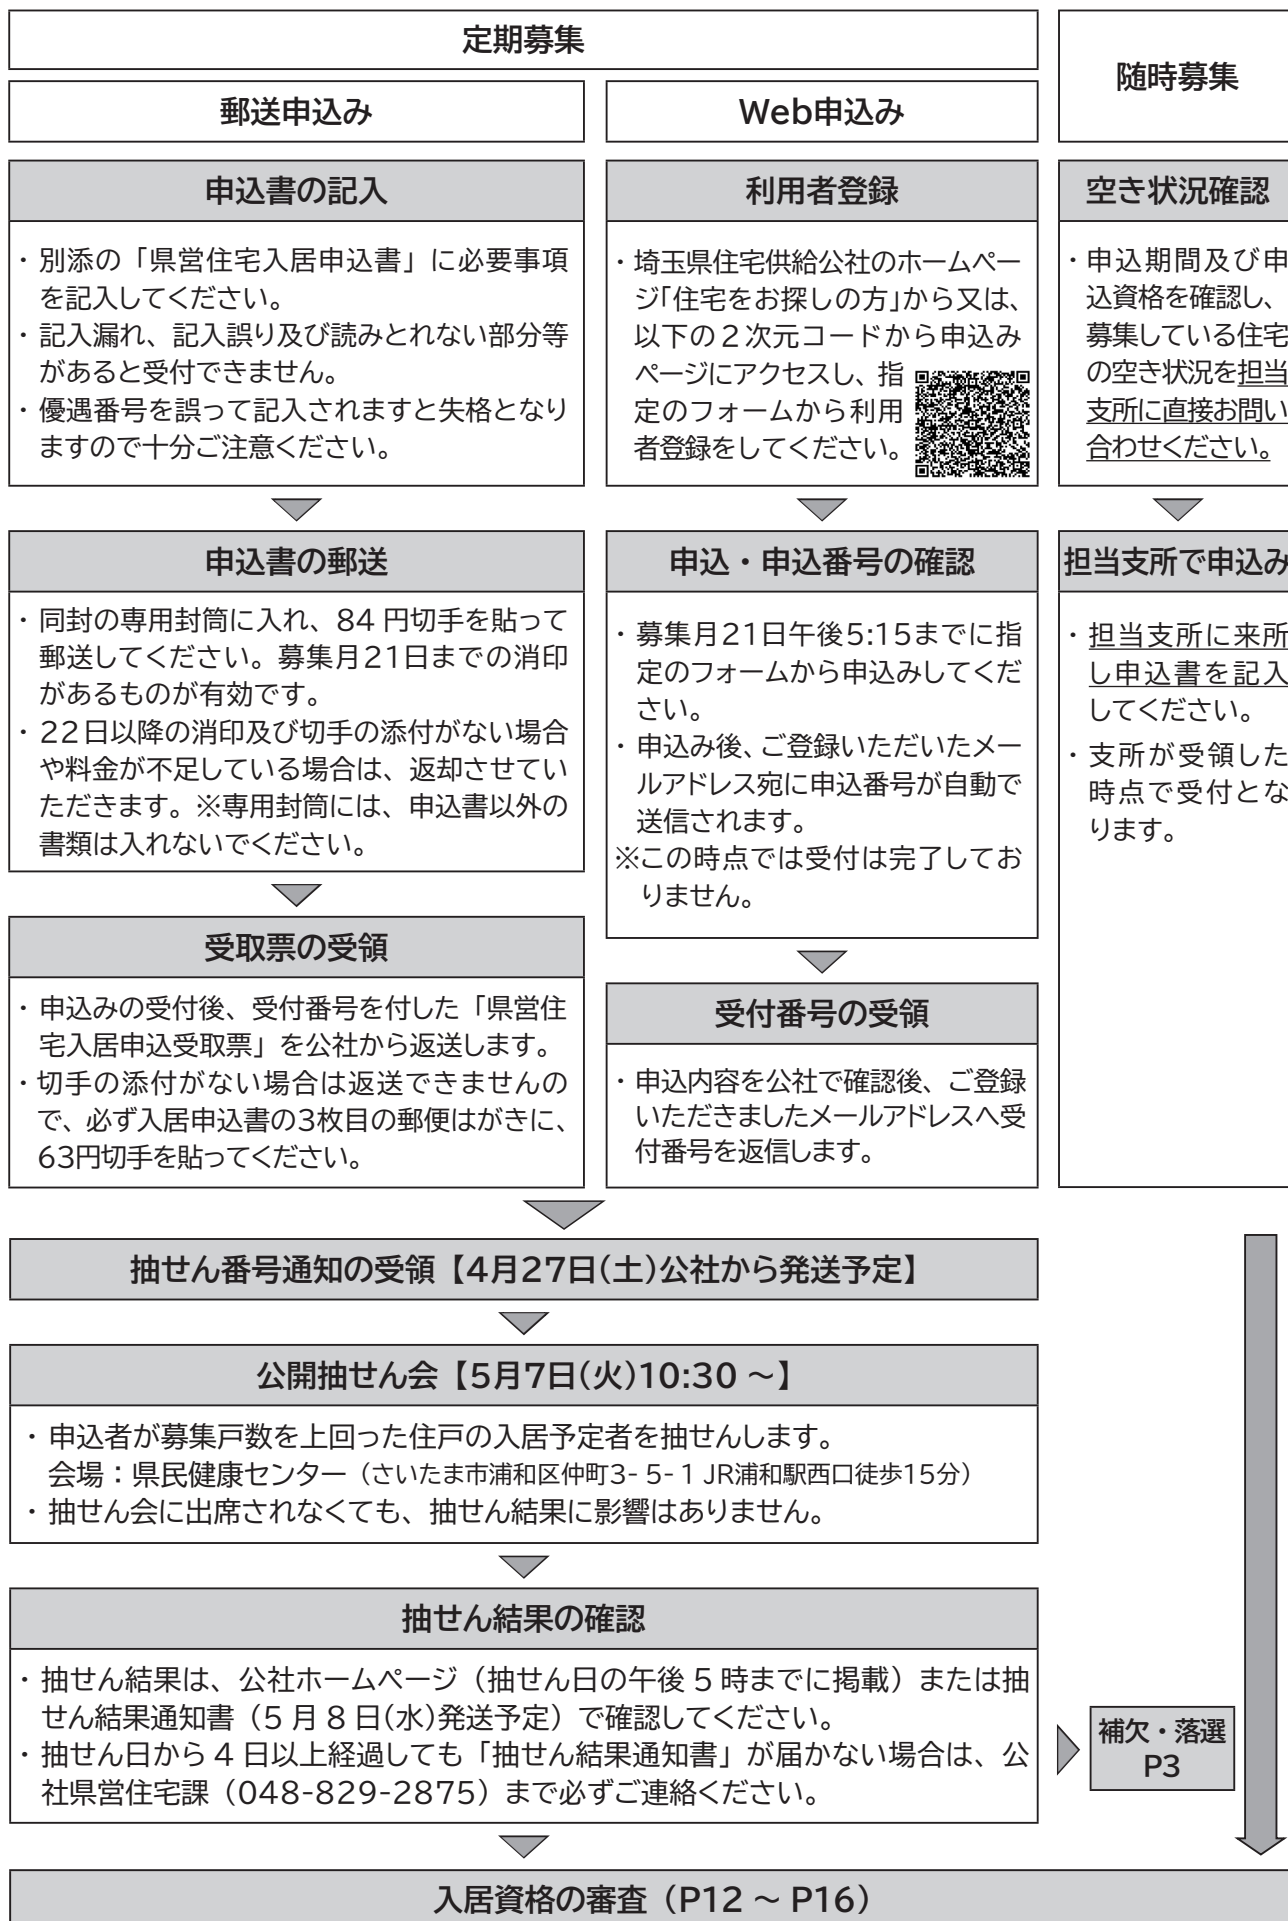 定期募集
随時募集
郵送申込み
Web申込み
申込書の記入
・別添の「県営住宅入居申込書」に必要事項
を記入してください。
・記入漏れ、記入誤り及び読みとれない部分等
があると受付できません。
・優遇番号を誤って記入されますと失格となり
ますので十分ご注意ください。
利用者登録
・埼玉県住宅供給公社のホームペー
ジ「住宅をお探しの方」から又は、
以下の2次元コードから申込み
ページにアクセスし、指
定のフォームから利用
者登録をしてください。
空き状況確認
・申込期間及び申
込資格を確認し、
募集している住宅
の空き状況を担当
支所に直接お問い
合わせください。
申込書の郵送
・同封の専用封筒に入れ、84 円切手を貼って
郵送してください。募集月21日までの消印
があるものが有効です。
・22日以降の消印及び切手の添付がない場合
や料金が不足している場合は、返却させてい
ただきます。※専用封筒には、申込書以外の
書類は入れないでください。
申込・申込番号の確認
・募集月21日午後5:15までに指
定のフォームから申込みしてくだ
さい。
・申込み後、ご登録いただいたメー
ルアドレス宛に申込番号が自動で
送信されます。
※この時点では受付は完了してお
りません。
担当支所で申込み
・担当支所に来所
し申込書を記入
してください。
・支所が受領した
時点で受付とな
ります。
受取票の受領
・申込みの受付後、受付番号を付した「県営住
宅入居申込受取票」を公社から返送します。
・切手の添付がない場合は返送できませんの
で、必ず入居申込書の3枚目の郵便はがきに、
63円切手を貼ってください。
受付番号の受領
・申込内容を公社で確認後、ご登録
いただきましたメールアドレスへ受
付番号を返信します。
抽せん番号通知の受領【4月27日(土)公社から発送予定】
公開抽せん会【5月7日(火)10:30 ～】
・申込者が募集戸数を上回った住戸の入居予定者を抽せんします。
会場：県民健康センター（さいたま市浦和区仲町3- 5- 1 JR浦和駅西口徒歩15分）
・抽せん会に出席されなくても、抽せん結果に影響はありません。
抽せん結果の確認
・抽せん結果は、公社ホームページ（抽せん日の午後 5 時までに掲載）または抽
せん結果通知書（5 月 8 日(水)発送予定）で確認してください。
・抽せん日から 4 日以上経過しても「抽せん結果通知書」が届かない場合は、公
社県営住宅課（048-829-2875）まで必ずご連絡ください。
補欠・落選
P3
入居資格の審査（P12 ～ P16）